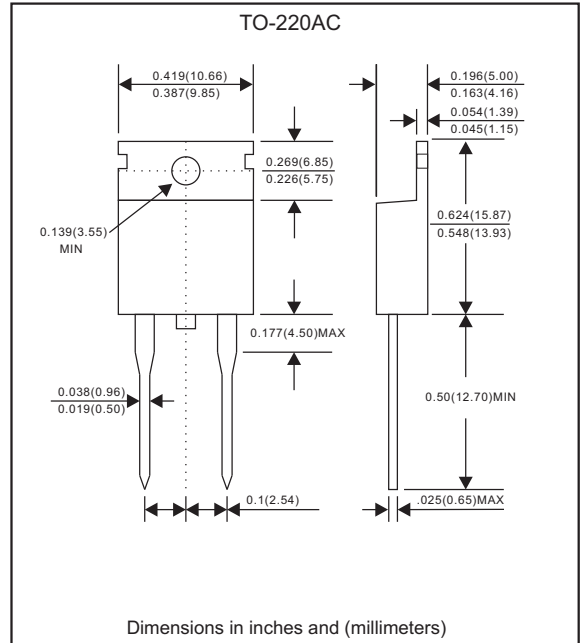 TO-220AC
0.419(10.66)
0.387(9.85)
0.196(5.00)
0.163(4.16)
0.054(1.39)
0.045(1.15)
0.269(6.85)
0.226(5.75)
0.139(3.55)
MIN
0.624(15.87)
0.548(13.93)
0.177(4.50)MAX
0.038(0.96)
0.019(0.50)
0.50(12.70)MIN
0.1(2.54)
.025(0.65)MAX
Dimensions in inches and (millimeters)